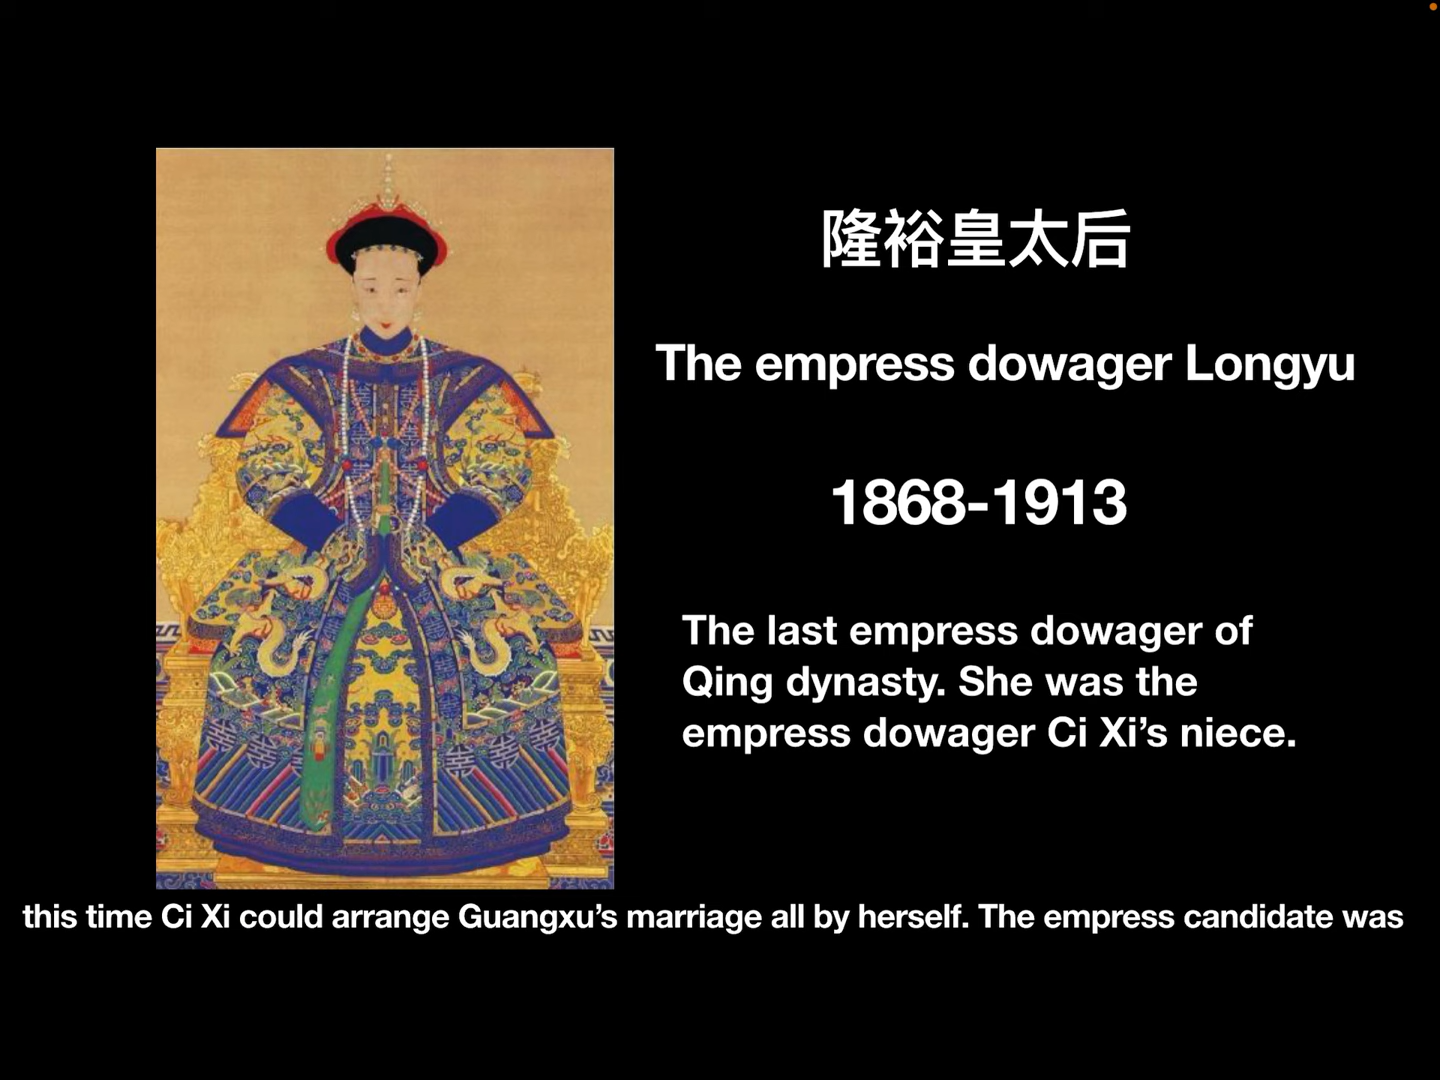 隆裕皇太后
The empress dowager Longyu
1868-1913
The last empress dowager of
Qing dynasty. She was the
empress dowager Ci Xi’s niece.
this time Ci Xi could arrange Guangxu’s marriage all by herself. The empress candidate was